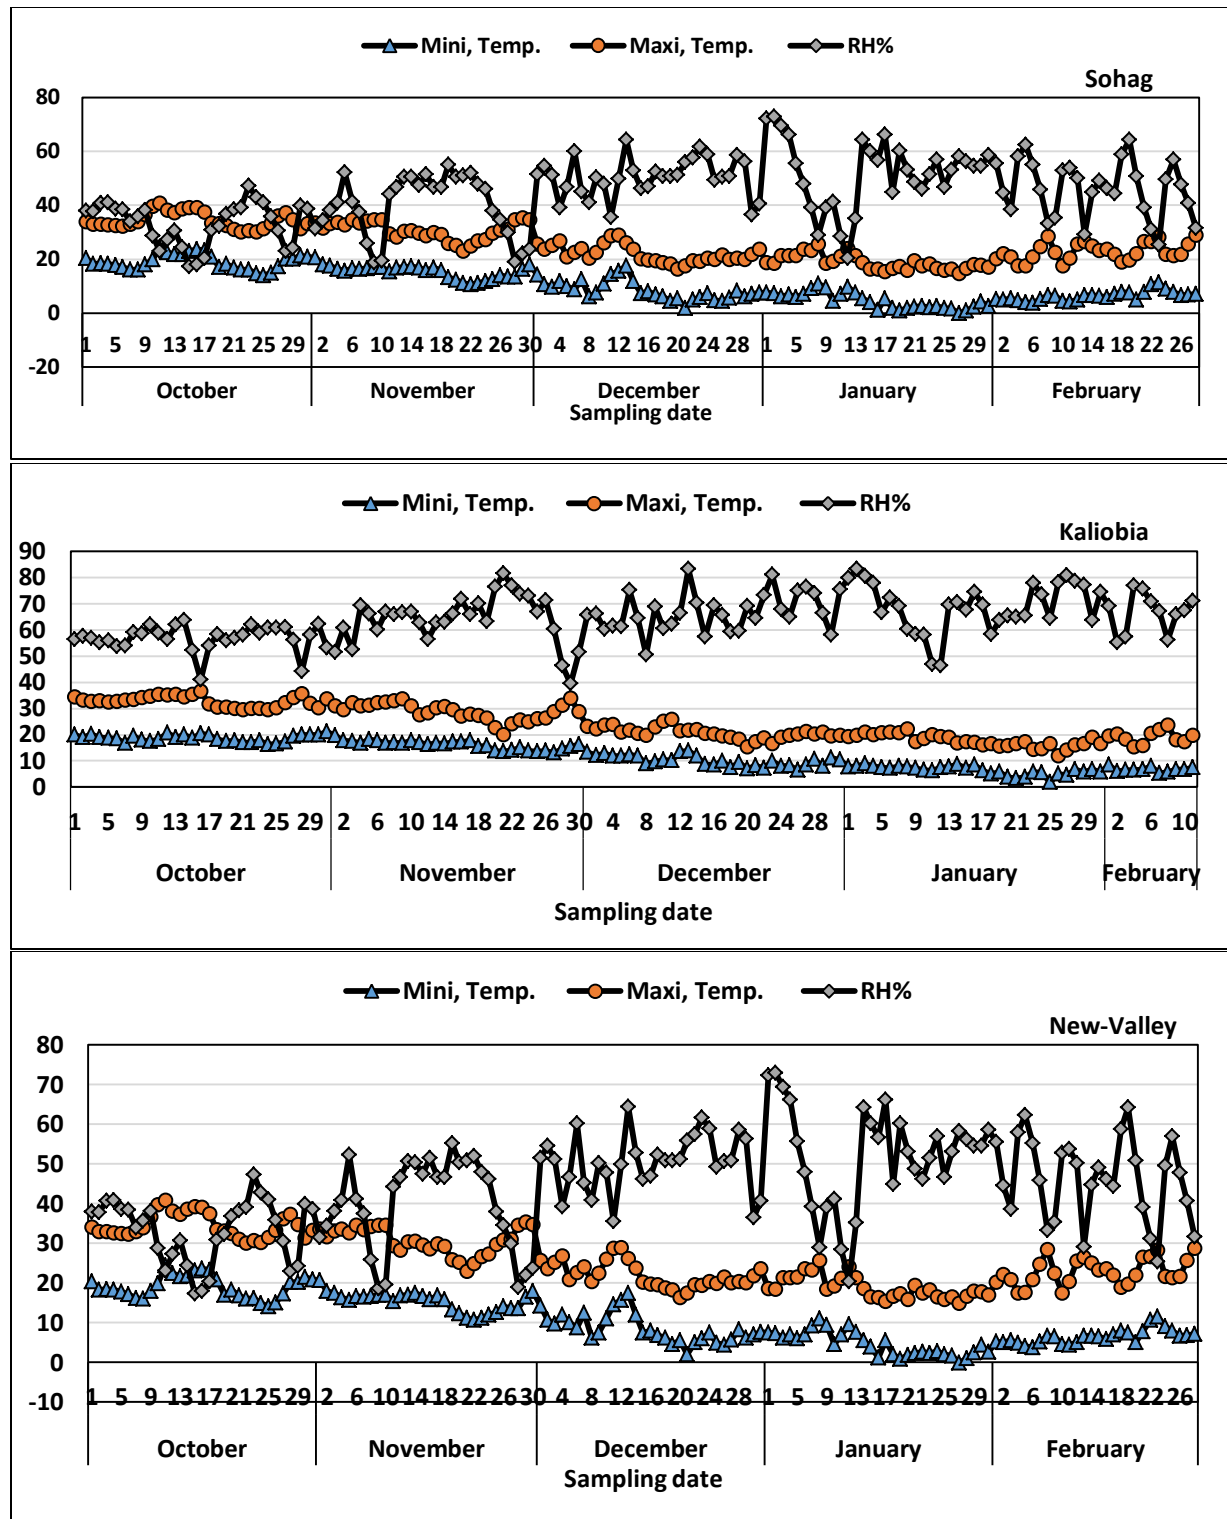 Mini, Temp. Maxi, Temp. RH%
Sohag
80
60
40
20
0
-20
1 5 9 13 17 21 25 29 2 6 10 14 18 22 26 30 4 8 12 16 20 24 28 1 5 9 13 17 21 25 29 2 6 10 14 18 22 26
October November December January February
Sampling date
Mini, Temp. Maxi, Temp. RH%
Kaliobia
90
80
70
60
50
40
30
20
10
0
1 5 9 13 17 21 25 29 2 6 10 14 18 22 26 30 4 8 12 16 20 24 28 1 5 9 13 17 21 25 29 2 6 10
October November December January February
Sampling date
Mini, Temp. Maxi, Temp. RH%
New-Valley
80
70
60
50
40
30
20
10
0
-10
1 5 9 13 17 21 25 29 2 6 10 14 18 22 26 30 4 8 12 16 20 24 28 1 5 9 13 17 21 25 29 2 6 10 14 18 22 26
October November December January February
Sampling date